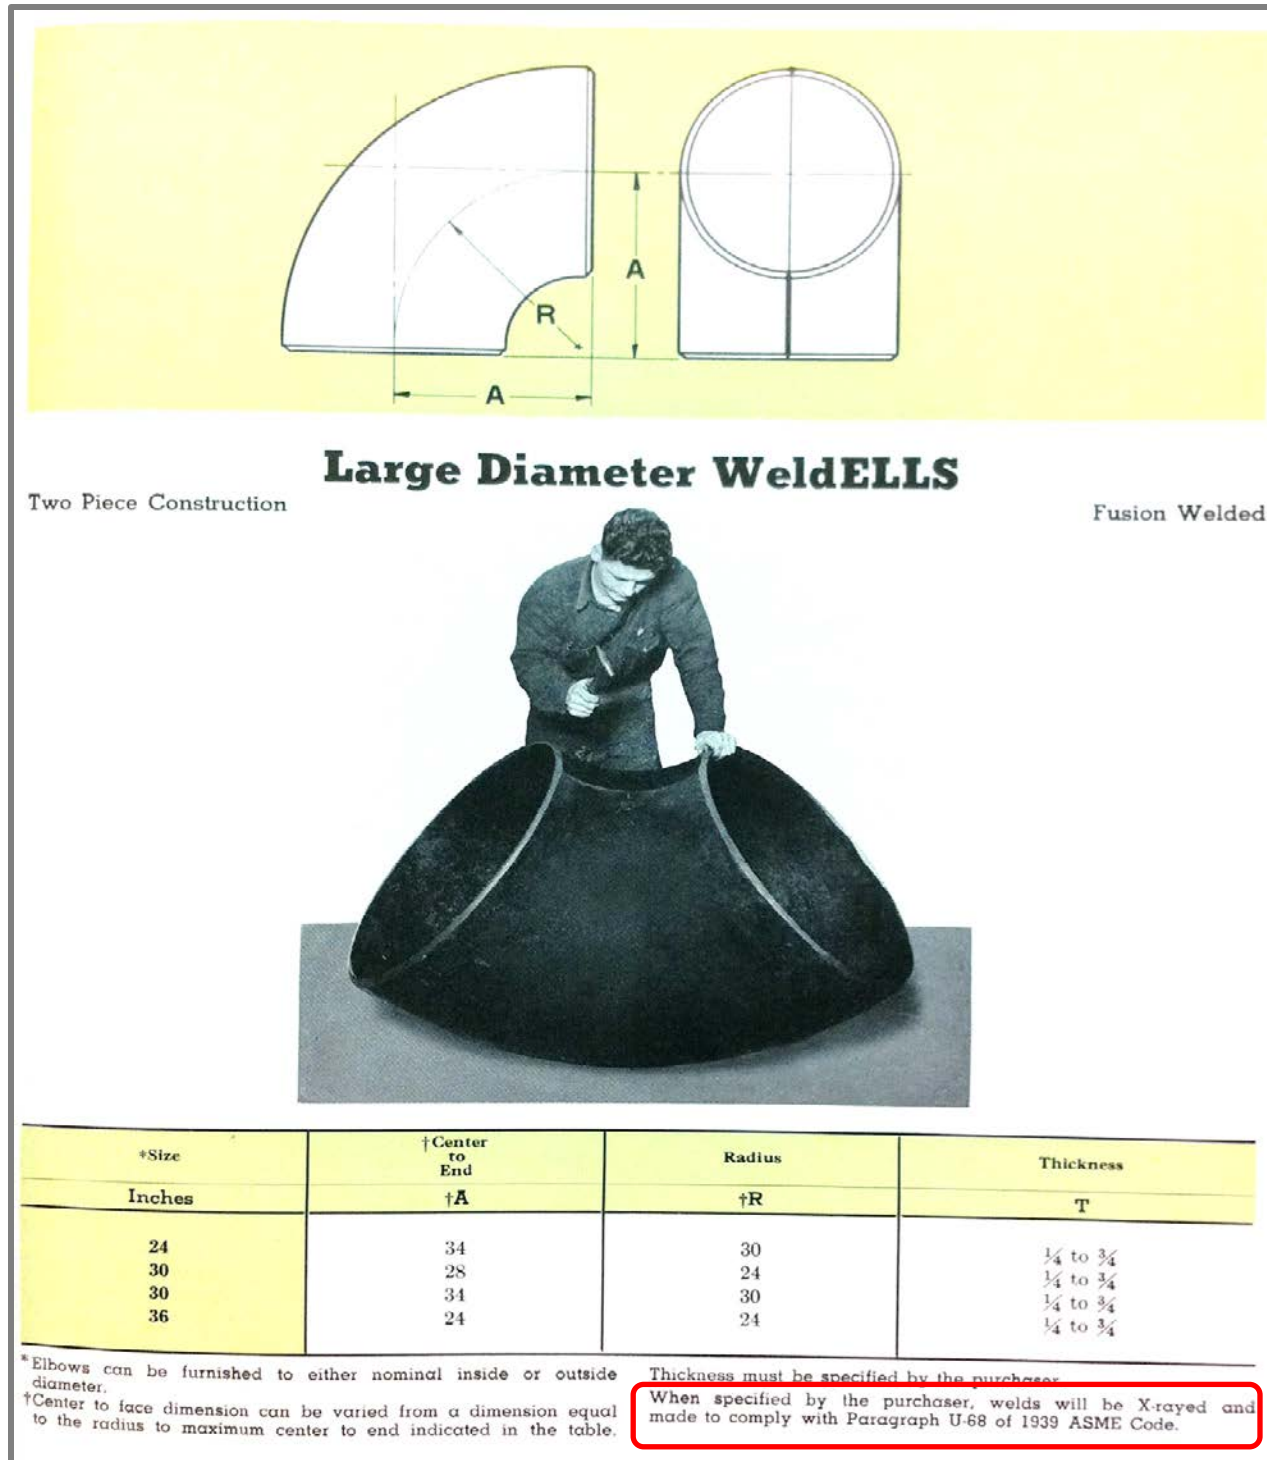 A
R
A
Large Diameter WeldELLS
Two Piece Construction
Fusion Welded
*Size
†Center
to
End
Radius
Thickness
Inches
†A
†R
T
24 34 30 ¼ to ¾
30 28 24 ¼ to ¾
30 34 30 ¼ to ¾
36 24 24 ¼ to ¾
*Elbows can be furnished to either nominal inside or outside
diameter.
†Center to face dimension can be varied from a dimension equal
to the radius to maximum center to end indicated in the table.
Thickness must be specified by the purchaser
When specified by the purchaser, welds will be X-rayed and
made to comply with Paragraph U-68 of 1939 ASME Code.